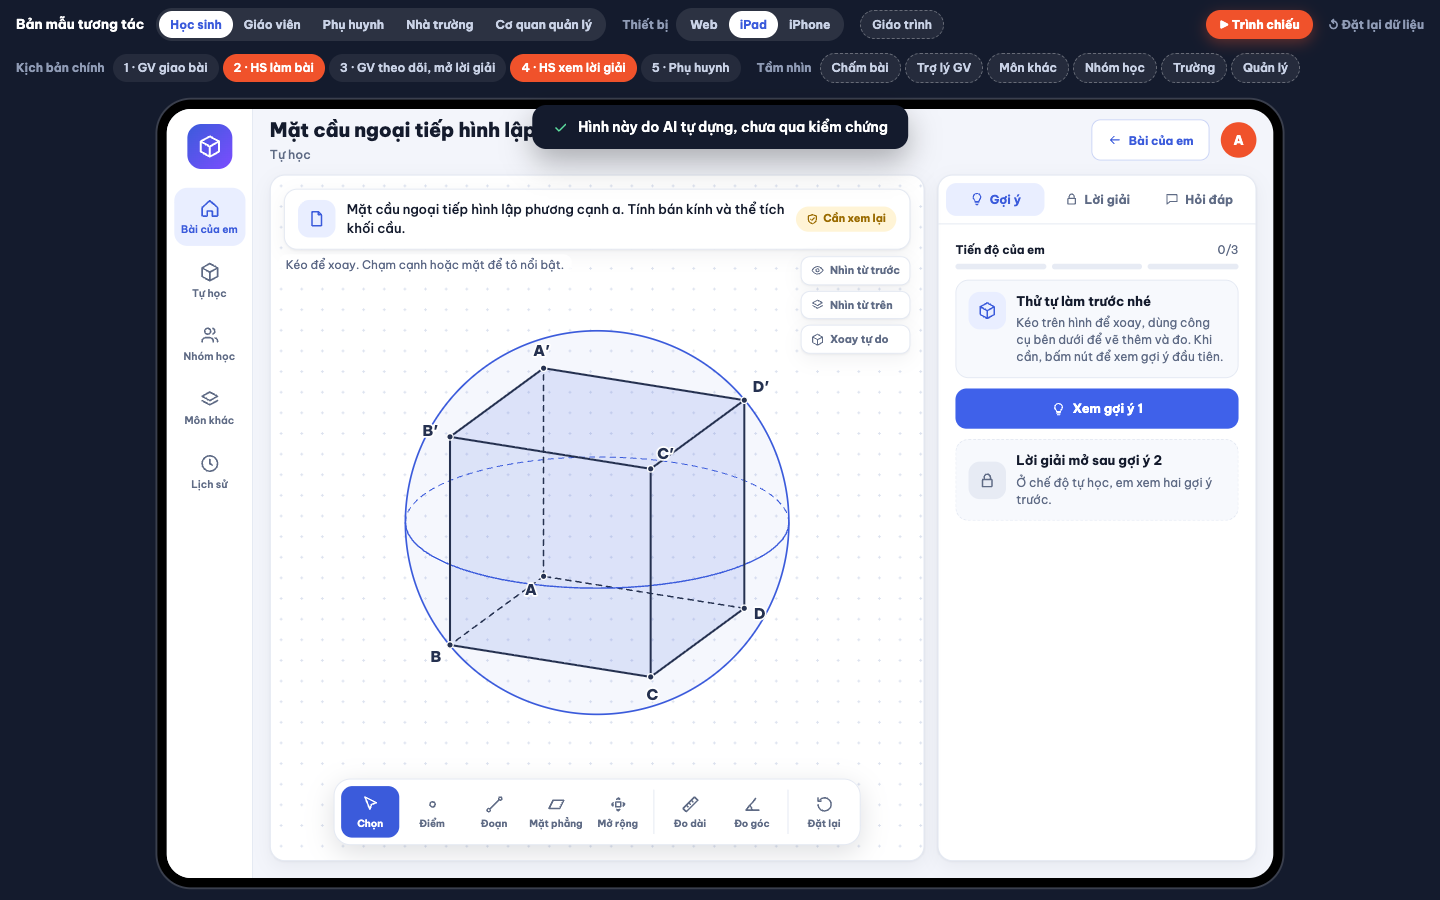 Bản mẫu tương tác
Học sinh
Giáo viên
Phụ huynh
Nhà trường
Cơ quan quản lý
Thiết bị
Web
iPad
iPhone
Giáo trình
Trình chiếu
Đặt lại dữ liệu
Kịch bản chính
1 · GV giao bài
2 · HS làm bài
3 · GV theo dõi, mở lời giải
4 · HS xem lời giải
5 · Phụ huynh
Tầm nhìn
Chấm bài
Trợ lý GV
Môn khác
Nhóm học
Trường
Quản lý
Hình này do AI tự dựng, chưa qua kiểm chứng
Mặt cầu ngoại tiếp hình lập
Tự học
Bài của em
A
Bài của em
Tự học
Nhóm học
Môn khác
Lịch sử
Mặt cầu ngoại tiếp hình lập phương cạnh a. Tính bán kính và thể tích
khối cầu.
Cần xem lại
Kéo để xoay. Chạm cạnh hoặc mặt để tô nổi bật.
Nhìn từ trước
Nhìn từ trên
Xoay tự do
A′
D′
B′
C′
A
D
B
C
Chọn
Điểm
Đoạn
Mặt phẳng
Mở rộng
Đo dài
Đo góc
Đặt lại
Gợi ý
Lời giải
Hỏi đáp
Tiến độ của em
0/3
Thử tự làm trước nhé
Kéo trên hình để xoay, dùng công
cụ bên dưới để vẽ thêm và đo. Khi
cần, bấm nút để xem gợi ý đầu tiên.
Xem gợi ý 1
Lời giải mở sau gợi ý 2
Ở chế độ tự học, em xem hai gợi ý
trước.